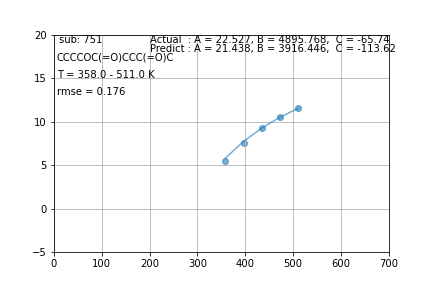 sub: 751
Actual : A = 22.527, B = 4895.768, C = -65.74
Predict : A = 21.438, B = 3916.446, C = -113.62
CCCCOC(=O)CCC(=O)C
T = 358.0 - 511.0 K
rmse = 0.176
20
15
10
5
0
−5
0 100 200 300 400 500 600 700